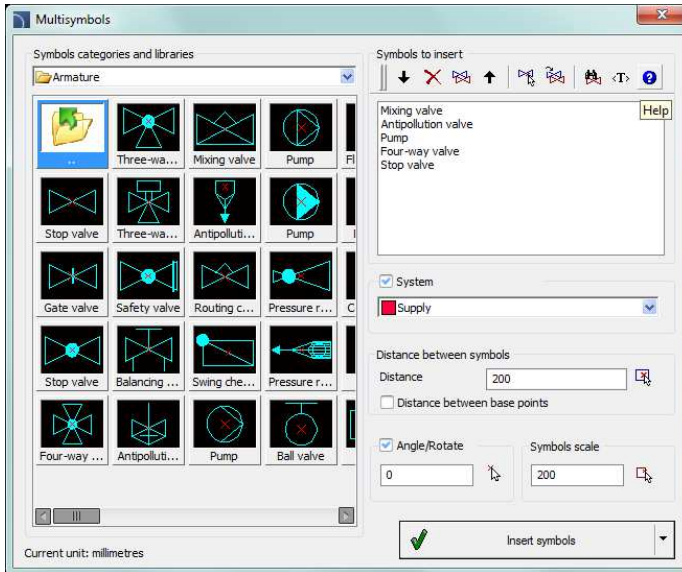 Multisymbols
Symbols categories and libraries
Armature
..
Three-wa...
Mixing valve
Pump
Stop valve
Three-wa...
Antipolluti...
Pump
Gate valve
Safety valve
Routing c...
Pressure r...
Stop valve
Balancing ...
Swing che...
Pressure r...
Four-way ...
Antipolluti...
Pump
Ball valve
Current unit: millimetres
Symbols to insert
<T>
Help
Mixing valve
Antipollution valve
Pump
Four-way valve
Stop valve
System
Supply
Distance between symbols
Distance
200
Distance between base points
Angle/Rotate
0
Symbols scale
200
Insert symbols